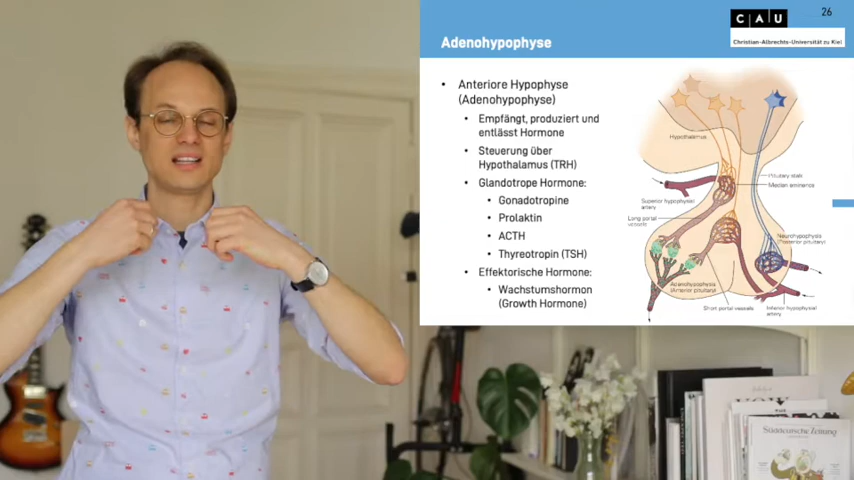 26
C A U
Christian-Albrechts-Universität zu Kiel
Adenohypophyse
Anteriore Hypophyse
(Adenohypophyse)
Empfängt, produziert und
entlässt Hormone
Steuerung über
Hypothalamus (TRH)
Glandotrope Hormone:
Gonadotropine
Prolaktin
ACTH
Thyreotropin (TSH)
Effektorische Hormone:
Wachstumshormon
(Growth Hormone)
Hypothalamus
Pituitary stalk
Median eminence
Superior hypophysial
artery
Long portal
vessels
Neurohypophysis
(Posterior pituitary)
Adenohypophysis
(Anterior pituitary)
Short portal vessels
Inferior hypophysial
artery
Süddeutsche Zeitung